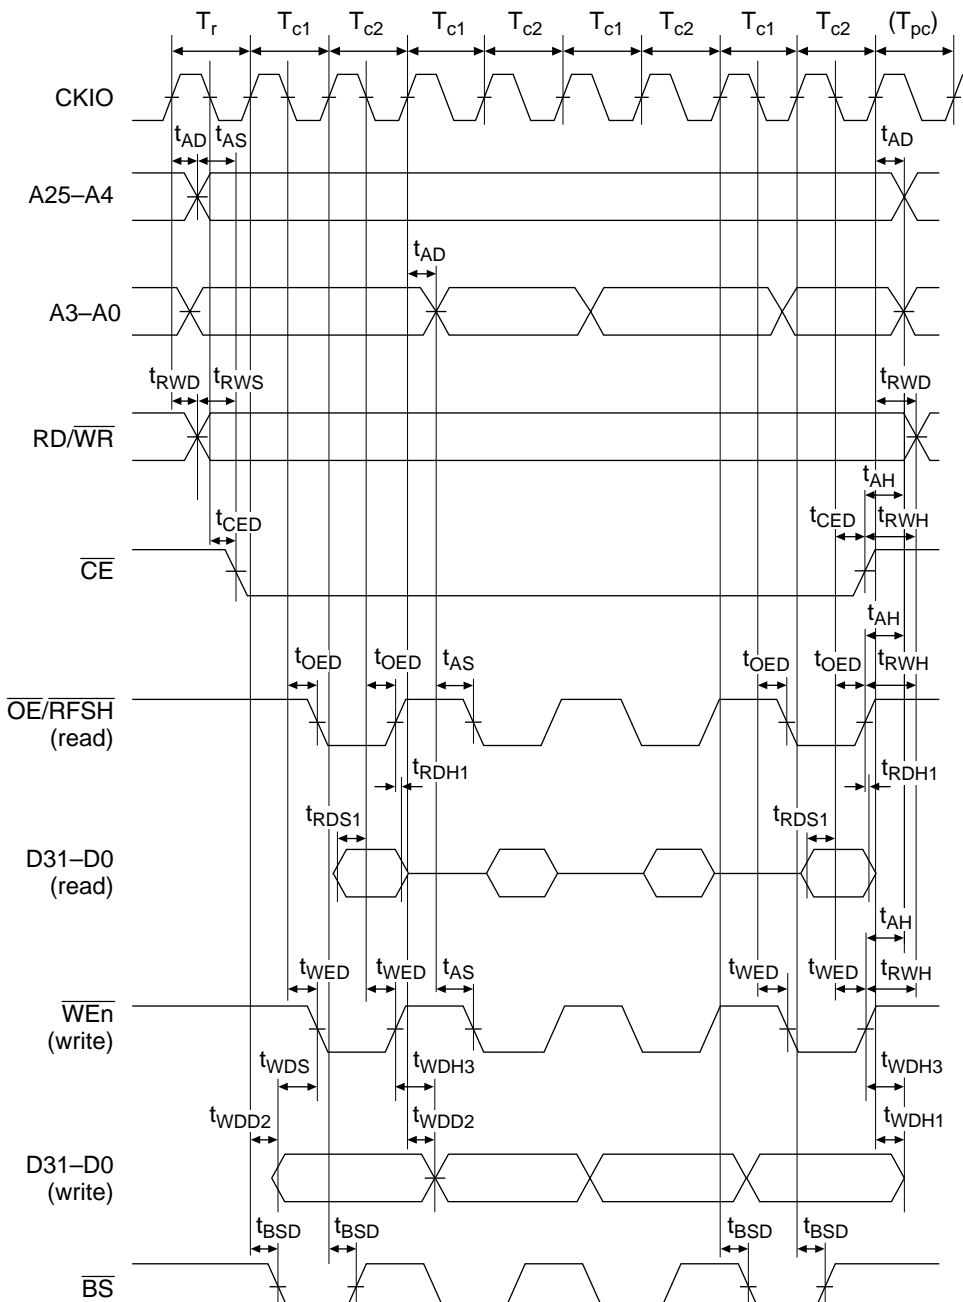 Tr Tc1 Tc2 Tc1 Tc2 Tc1 Tc2 Tc1 Tc2 (Tpc)
CKIO
tAD tAS tAD
A25–A4
tAD
A3–A0
tRWD tRWS tRWD
RD/WR
tAH
tCED tCED tRWH
CE
tAH
tOED tOED tAS tOED tOED tRWH
OE/RFSH
(read)
tRDH1 tRDH1
tRDS1 tRDS1
D31–D0
(read)
tAH
tWED tWED tAS tWED tWED tRWH
WEn
(write)
tWDS tWDH3 tWDH3
tWDD2 tWDD2 tWDH1
D31–D0
(write)
tBSD tBSD tBSD tBSD
BS